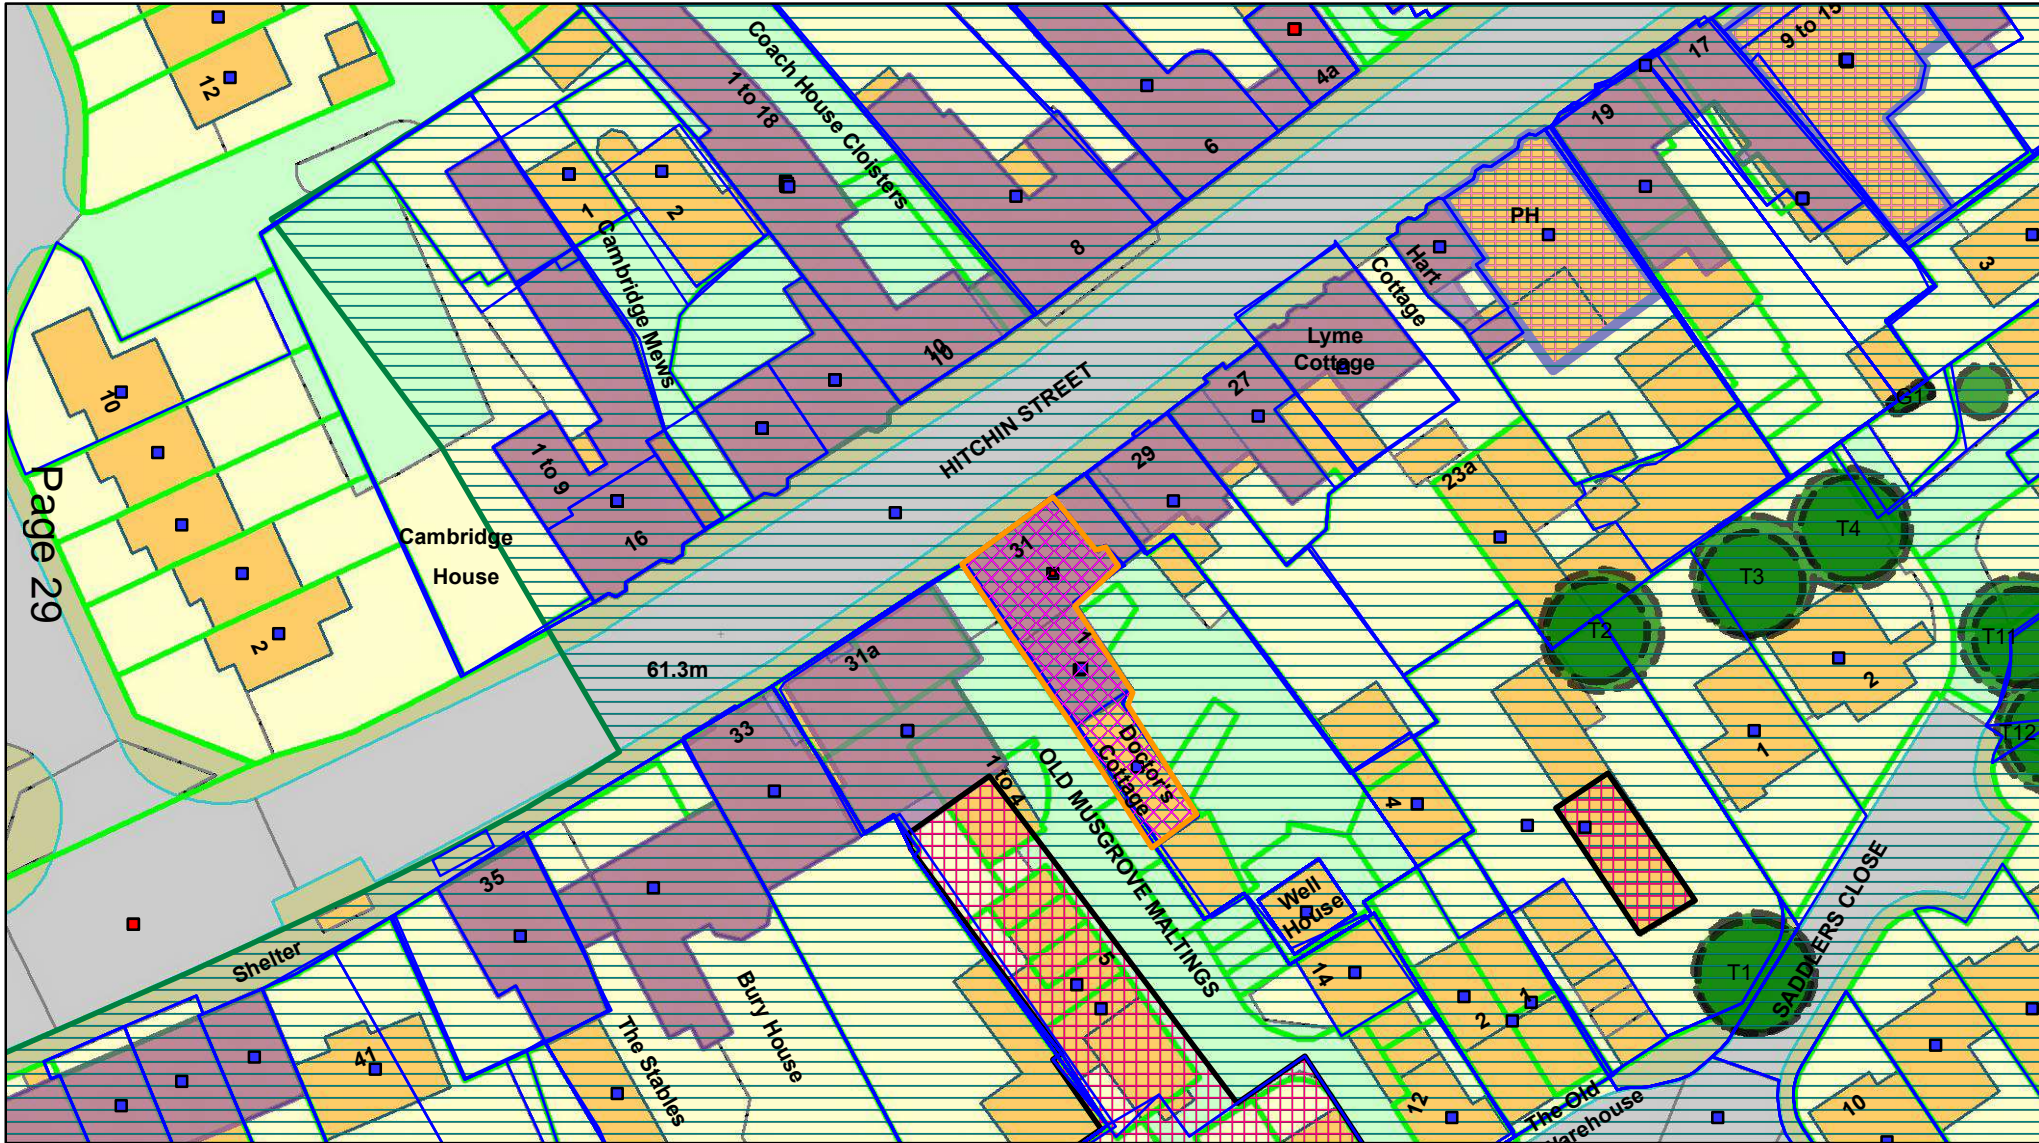 12
Coach House Cloisters
1 to 18
4a
6
8
17
9 to 15
19
PH
3
1
2
Cambridge Mews
Hart
Cottage
Lyme
Cottage
10
10
HITCHIN STREET
27
29
23a
G1
1 to 9
16
Cambridge
House
Page 29
2
31
1
T4
T3
T2
T11
T12
61.3m
31a
33
1 to 4
OLD MUSGROVE MALTINGS
Doctor's
Cottage
4
2
1
35
Shelter
Well
House
5
14
T1
SADDLERS CLOSE
Bury House
The Stables
41
2
1
12
The Old
Warehouse
10